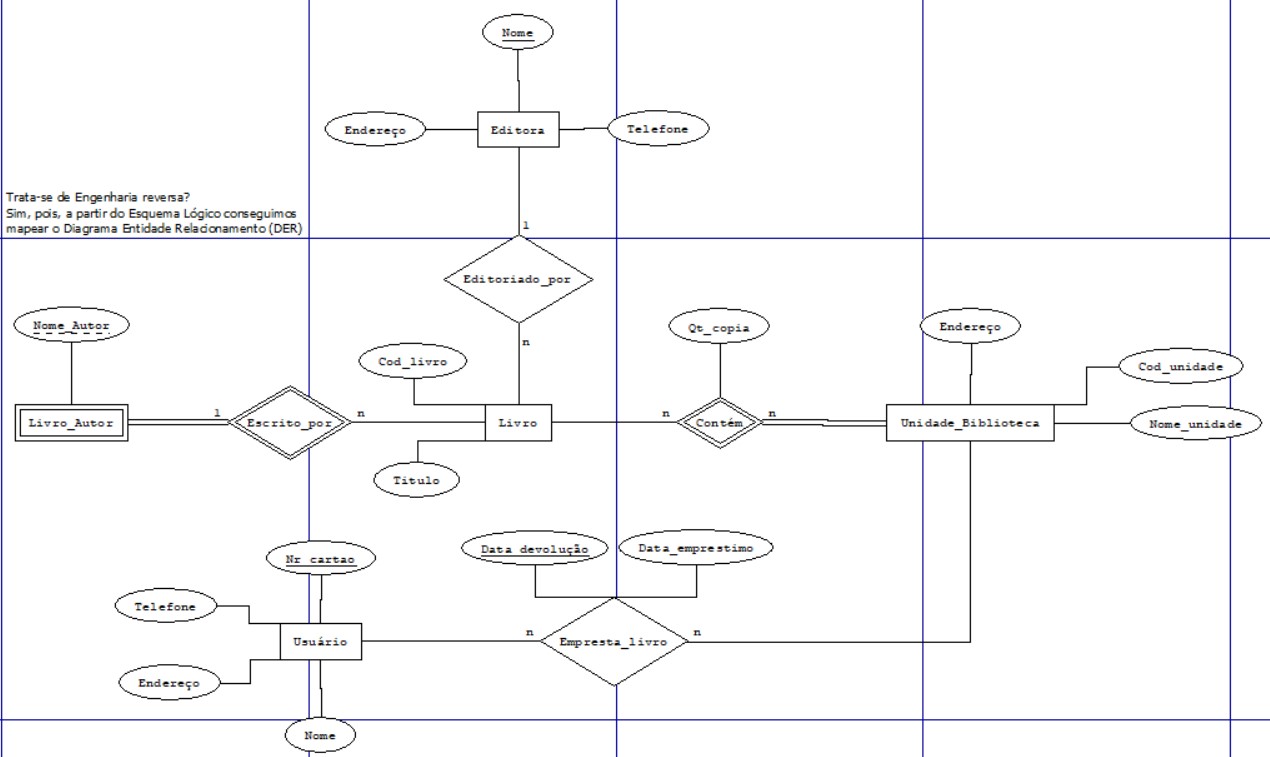 Nome
Endereço
Editora
Telefone
Trata-se de Engenharia reversa?
Sim, pois, a partir do Esquema Lógico conseguimos
mapear o Diagrama Entidade Relacionamento (DER)
1
Editoriado_por
n
Nome_Autor
Cod_livro
Qt_copia
Endereço
Cod_unidade
Livro_Autor
1
Escrito_por
n
Livro
n
Contém
n
Unidade_Biblioteca
Nome_unidade
Titulo
Nr_cartao
Data_devolução
Data_emprestimo
Telefone
Usuário
n
Empresta_livro
n
Endereço
Nome